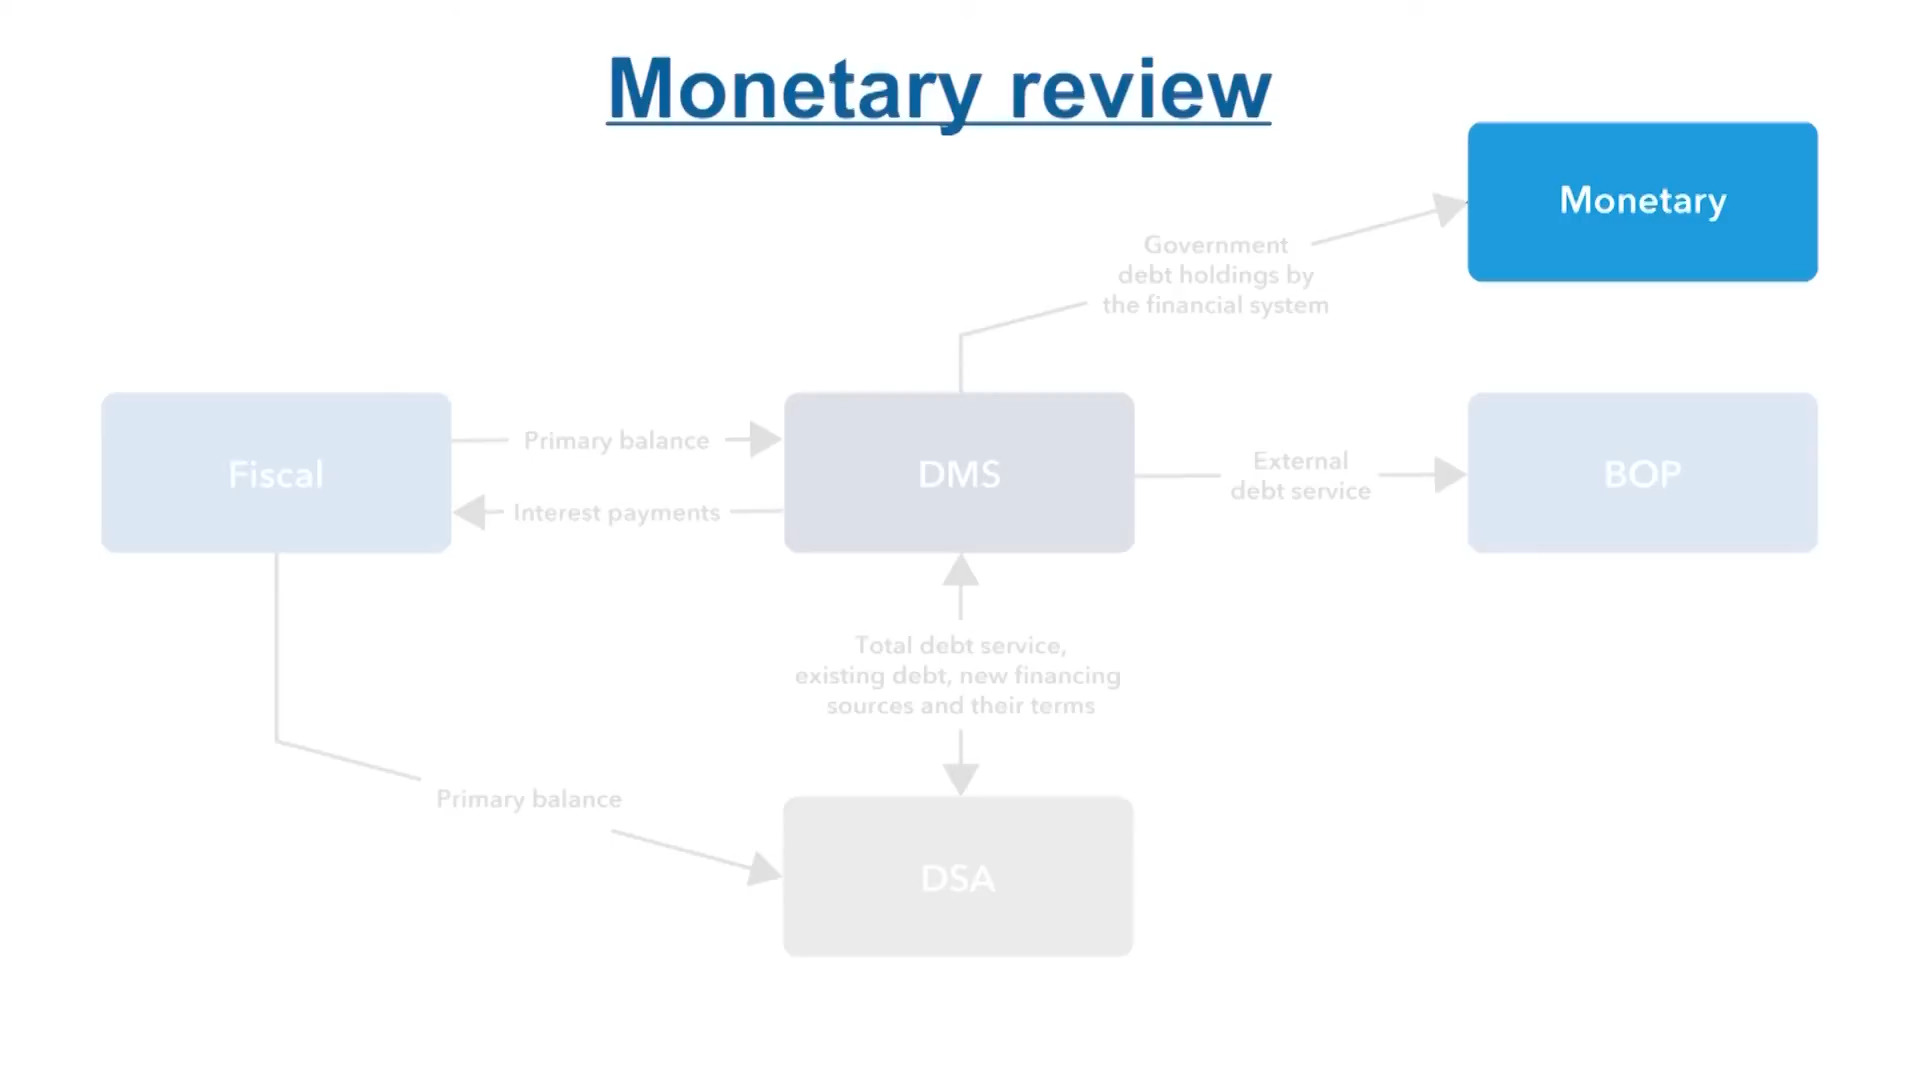 Monetary review
Monetary
Government
debt holdings by
the financial system
Fiscal
Primary balance
Interest payments
DMS
External
debt service
BOP
Total debt service,
existing debt, new financing
sources and their terms
Primary balance
DSA